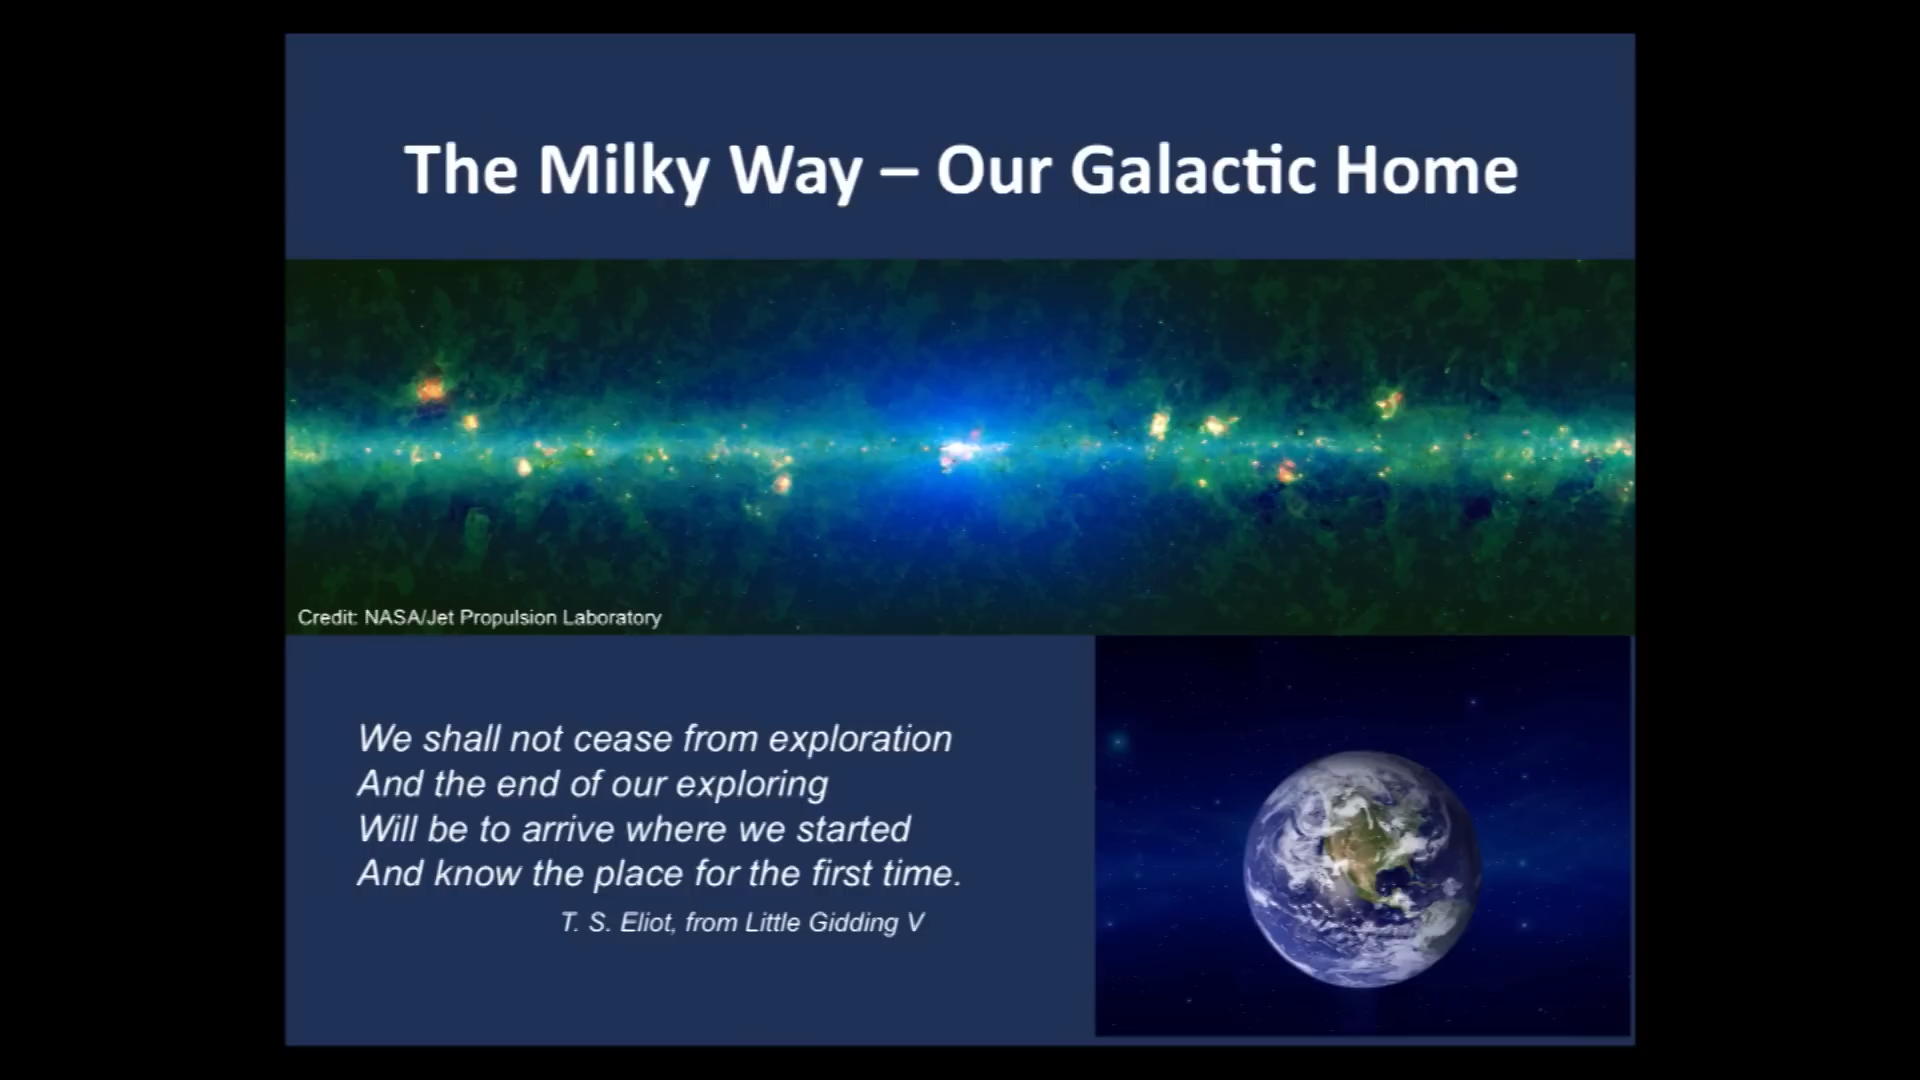 The Milky Way – Our Galactic Home
Credit: NASA/Jet Propulsion Laboratory
We shall not cease from exploration
And the end of our exploring
Will be to arrive where we started
And know the place for the first time.
T. S. Eliot, from Little Gidding V